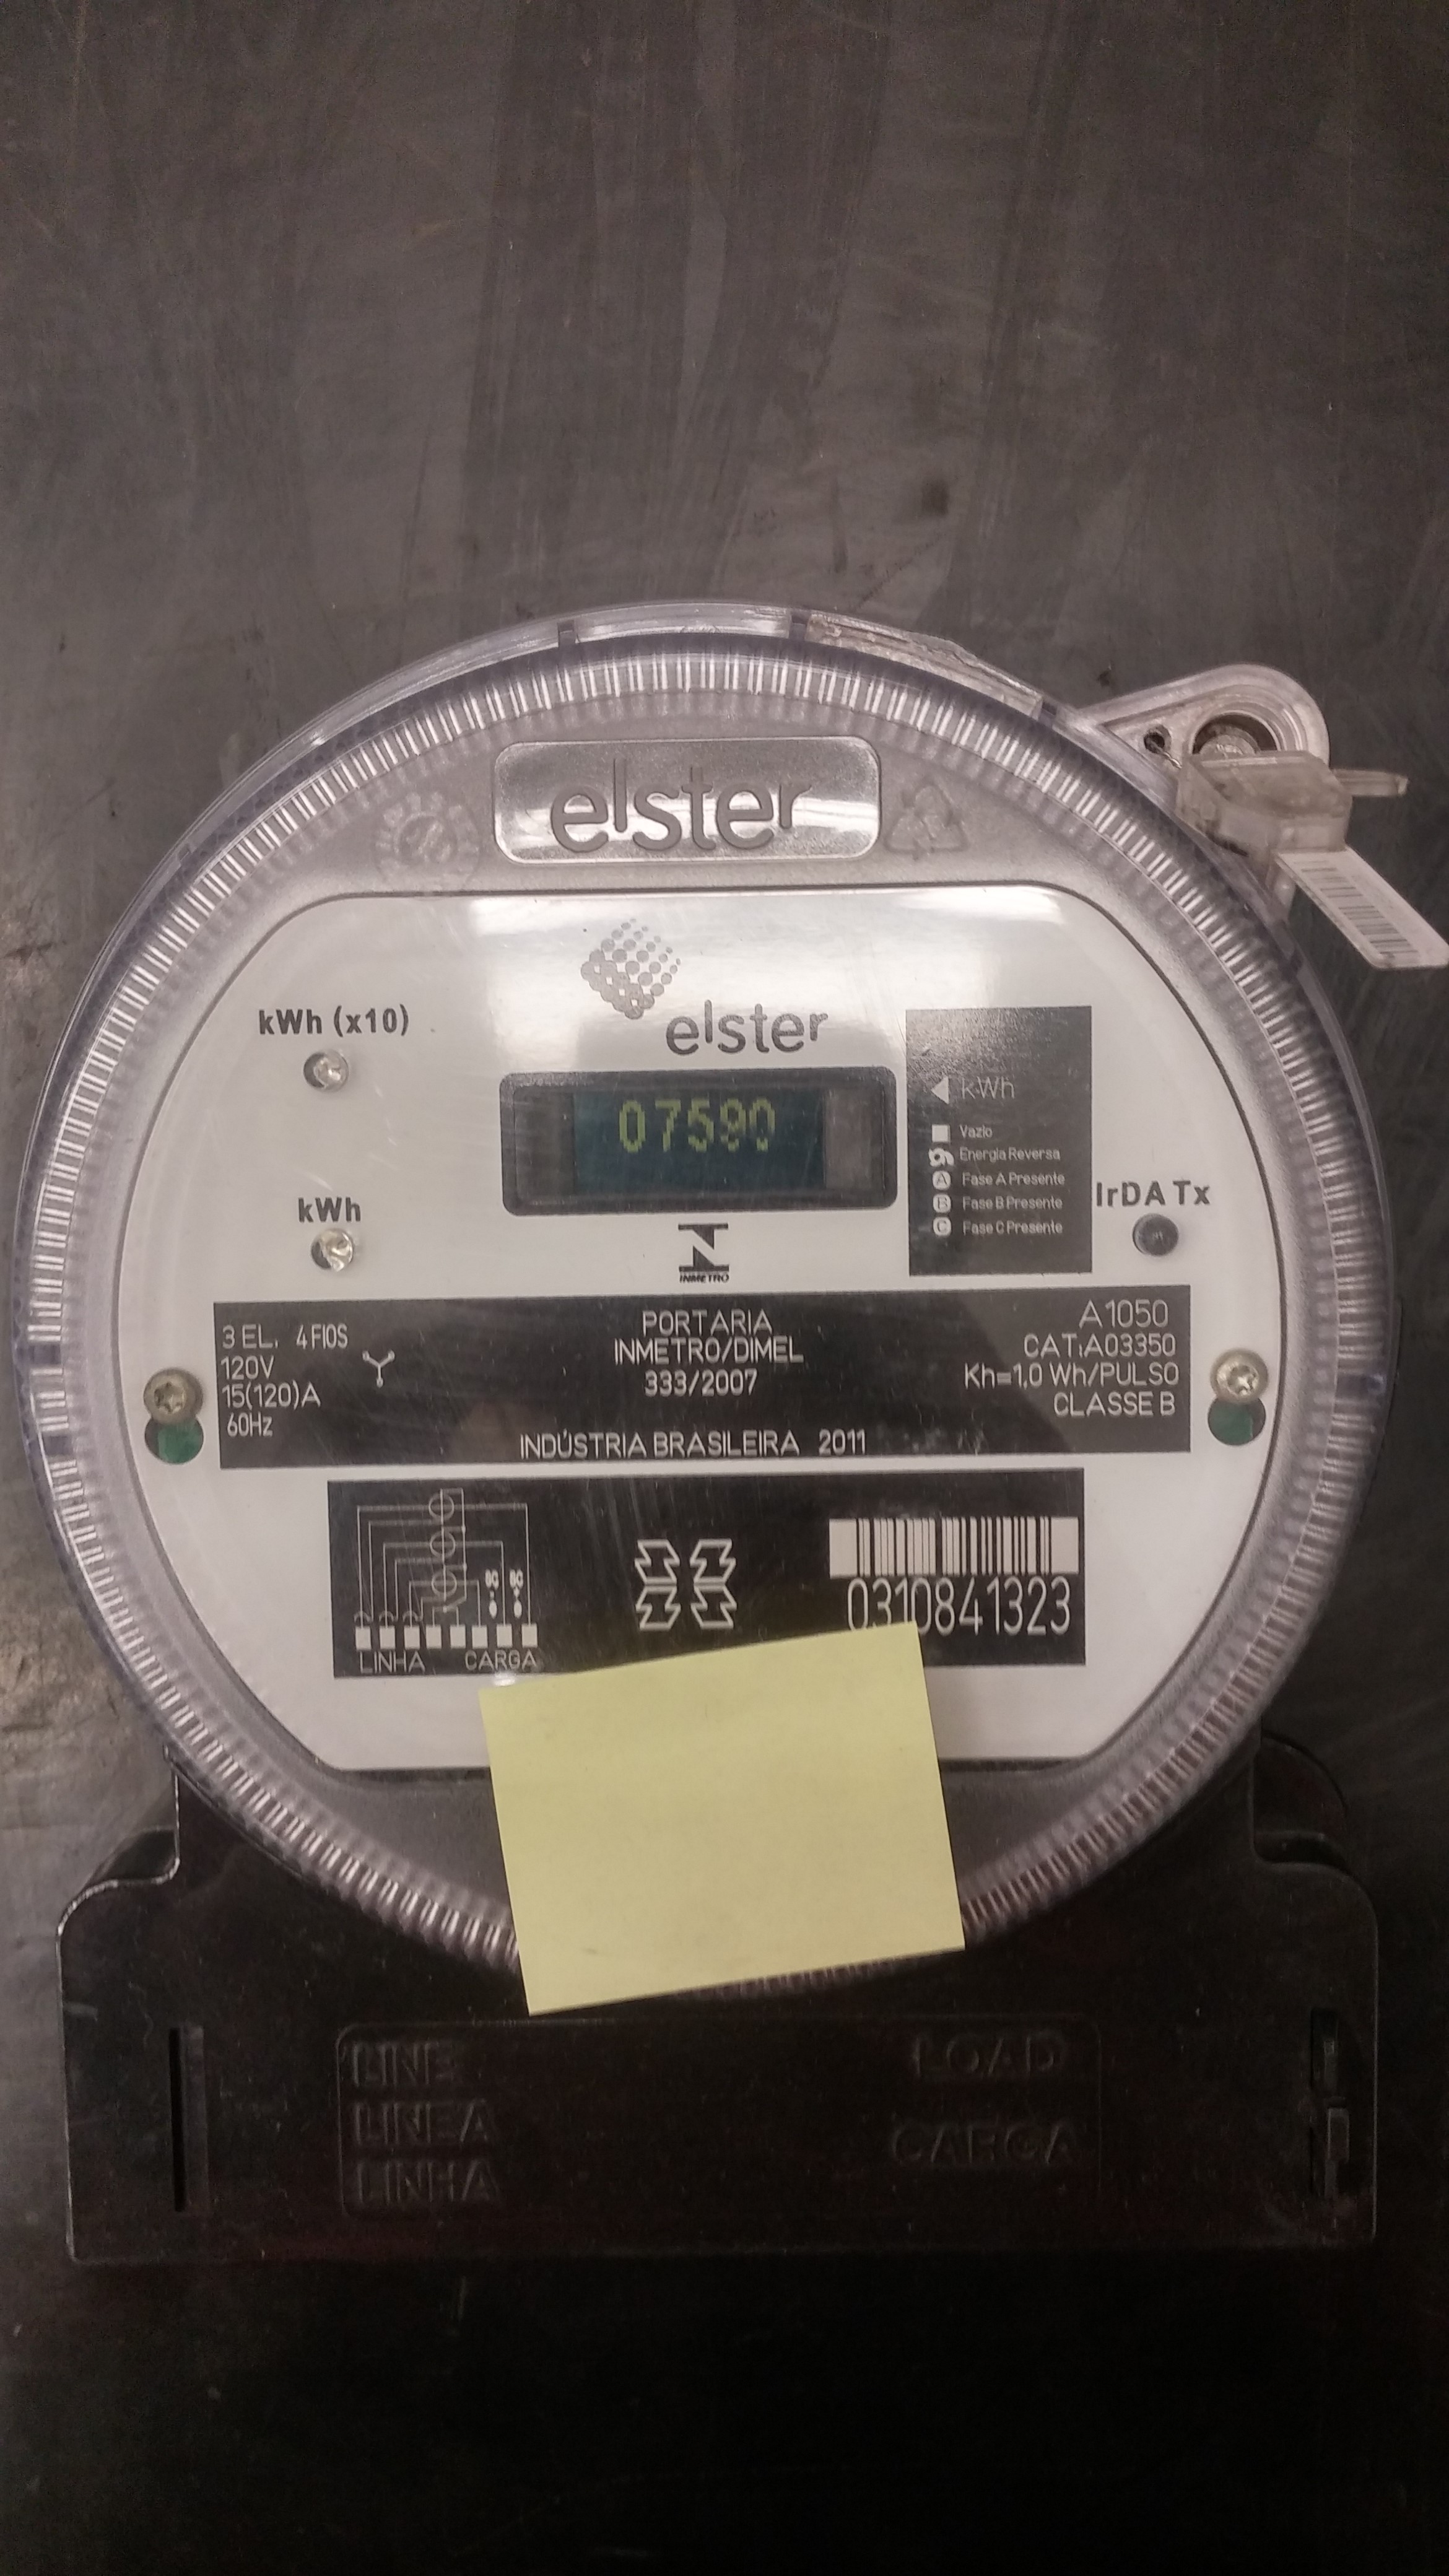 elster
elster
kWh (x10)
07590
kWh
Vazio
Energia Reversa
A Fase A Presente
B Fase B Presente
C Fase C Presente
kWh
IrDA Tx
INMETRO
3 EL. 4 FIOS
120V
15(120)A
60Hz
PORTARIA
INMETRO/DIMEL
333/2007
INDÚSTRIA BRASILEIRA 2011
A1050
CAT.A03350
Kh=1,0 Wh/PULSO
CLASSE B
LINHA CARGA
0310841323
LINE
LINEA
LINHA
LOAD
CARGA